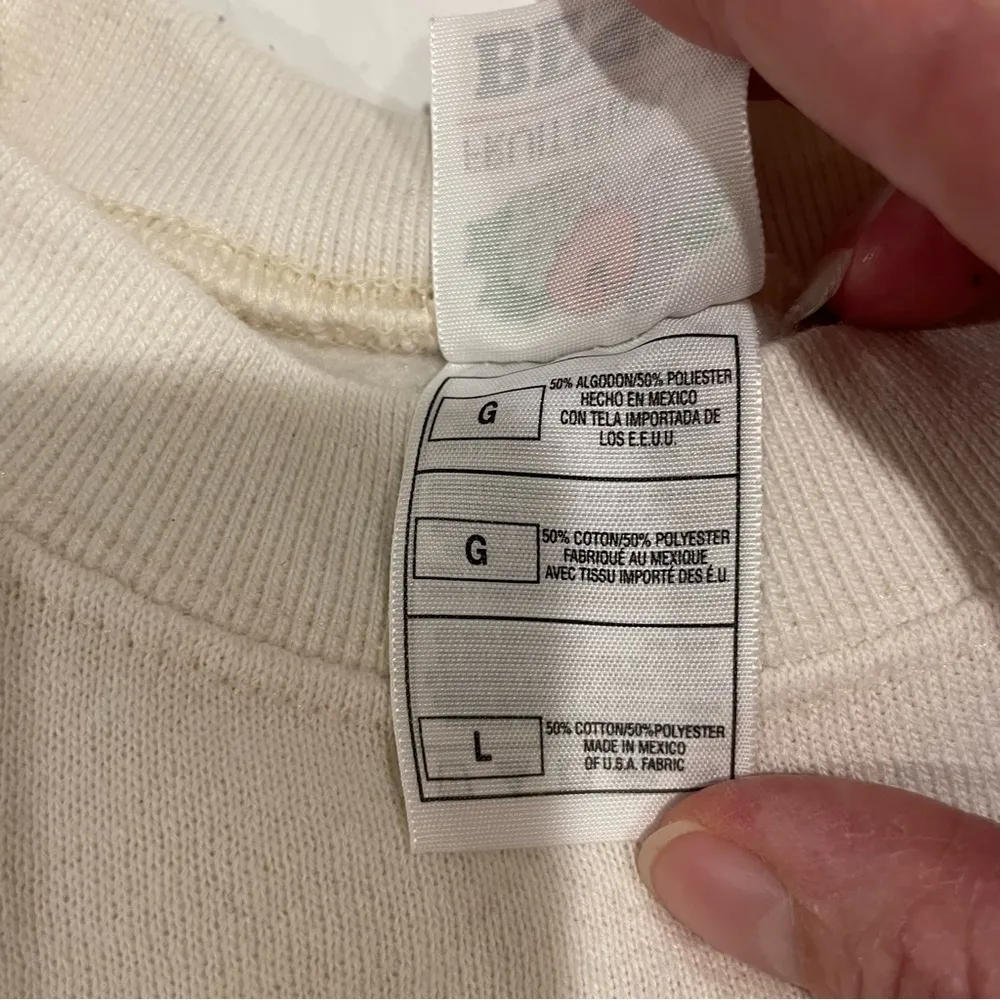 G
50% ALGODON/50% POLIESTER
HECHO EN MEXICO
CON TELA IMPORTADA DE
LOS E.E.U.U.
G
50% COTON/50% POLYESTER
FABRIQUÉ AU MEXIQUE
AVEC TISSU IMPORTÉ DES É.U.
L
50% COTTON/50%POLYESTER
MADE IN MEXICO
OF U.S.A. FABRIC